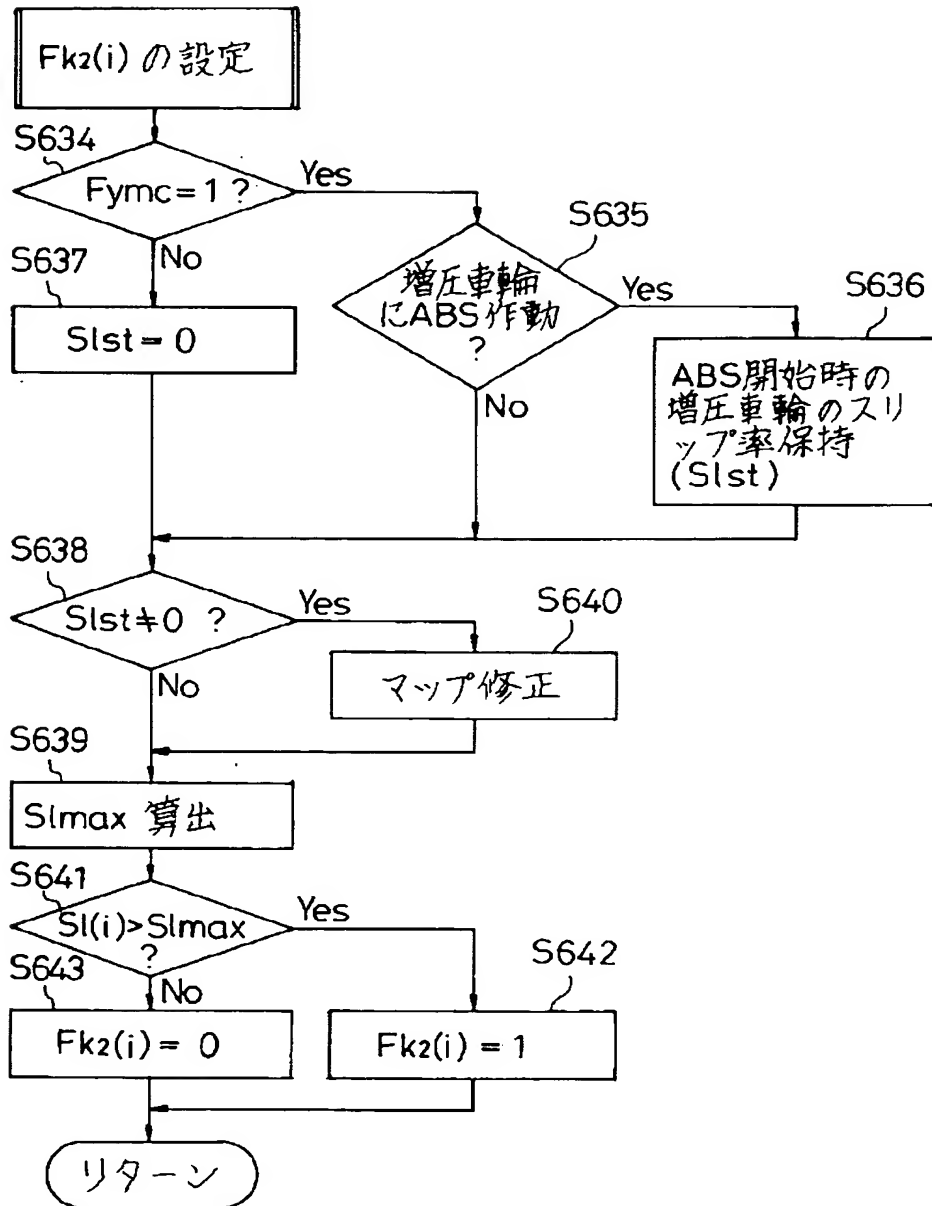 Fk2(i) の設定
S634
Fymc=1?
Yes
No
S635
増圧車輪
にABS作動
?
Yes
No
S636
ABS開始時の
増圧車輪のスリ
ップ率保持
(Slst)
S637
Slst=0
S638
Slst≠0 ?
Yes
No
S640
マップ修正
S639
Slmax 算出
S641
Sl(i)>Slmax
?
Yes
No
S643
Fk2(i)=0
S642
Fk2(i)=1
リターン